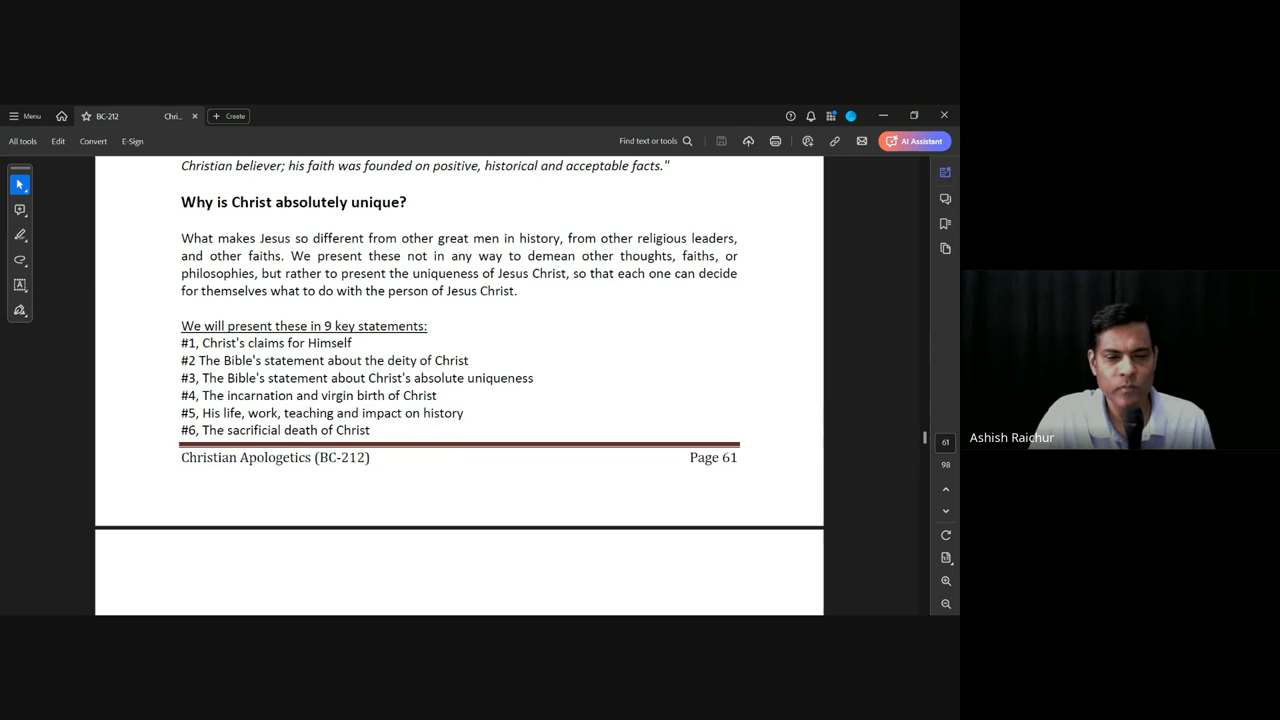 Menu
BC-212
Chri...
Create
All tools
Edit
Convert
E-Sign
Find text or tools
AI Assistant
Christian believer; his faith was founded on positive, historical and acceptable facts."
Why is Christ absolutely unique?
What makes Jesus so different from other great men in history, from other religious leaders,
and other faiths. We present these not in any way to demean other thoughts, faiths, or
philosophies, but rather to present the uniqueness of Jesus Christ, so that each one can decide
for themselves what to do with the person of Jesus Christ.
We will present these in 9 key statements:
#1, Christ's claims for Himself
#2 The Bible's statement about the deity of Christ
#3, The Bible's statement about Christ's absolute uniqueness
#4, The incarnation and virgin birth of Christ
#5, His life, work, teaching and impact on history
#6, The sacrificial death of Christ
Christian Apologetics (BC-212) Page 61
61
98
Ashish Raichur